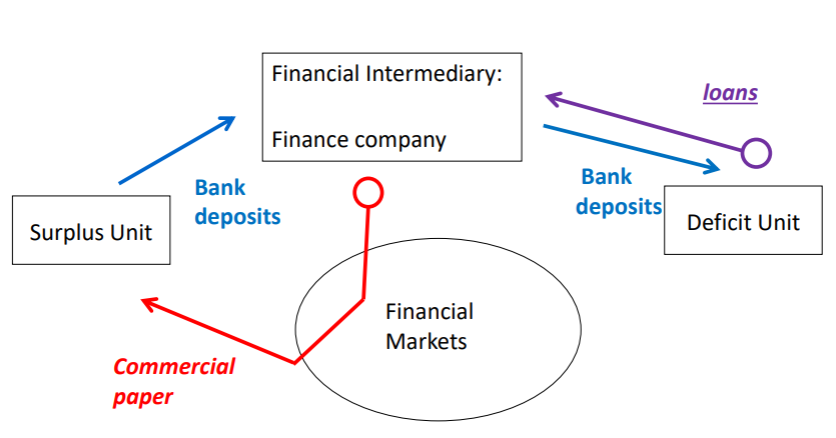 Financial Intermediary:
Finance company
loans
Bank
deposits
Bank
deposits
Surplus Unit
Deficit Unit
Financial
Markets
Commercial
paper